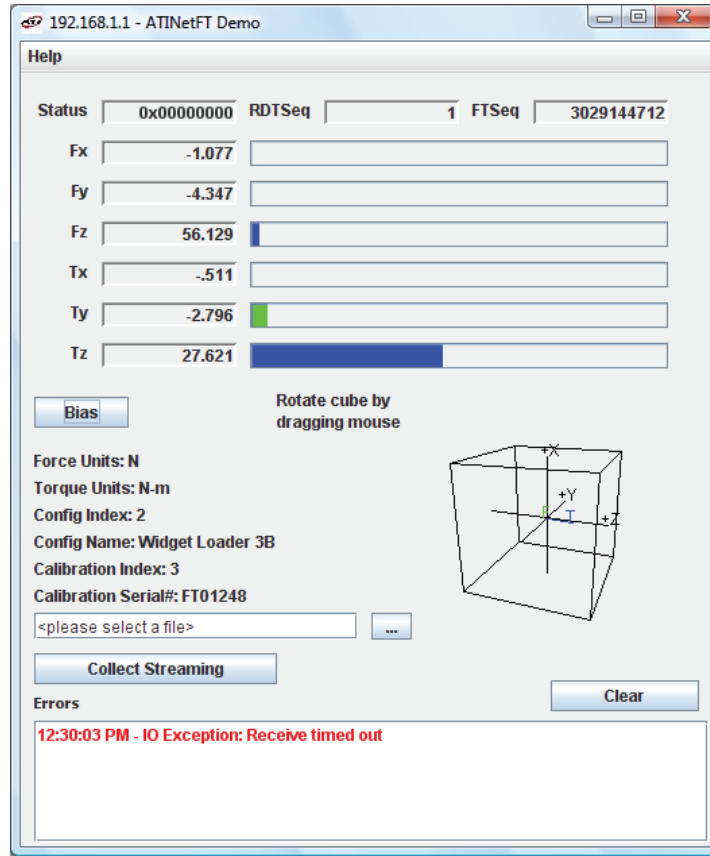 192.168.1.1 - ATINetFT Demo
Help
Status 0x00000000 RDTSeq 1 FTSeq 3029144712
Fx -1.077
Fy -4.347
Fz 56.129
Tx -.511
Ty -2.796
Tz 27.621
Bias
Rotate cube by
dragging mouse
+X
+Y
F T +Z
Force Units: N
Torque Units: N-m
Config Index: 2
Config Name: Widget Loader 3B
Calibration Index: 3
Calibration Serial#: FT01248
<please select a file> ...
Collect Streaming
Clear
Errors
12:30:03 PM - IO Exception: Receive timed out